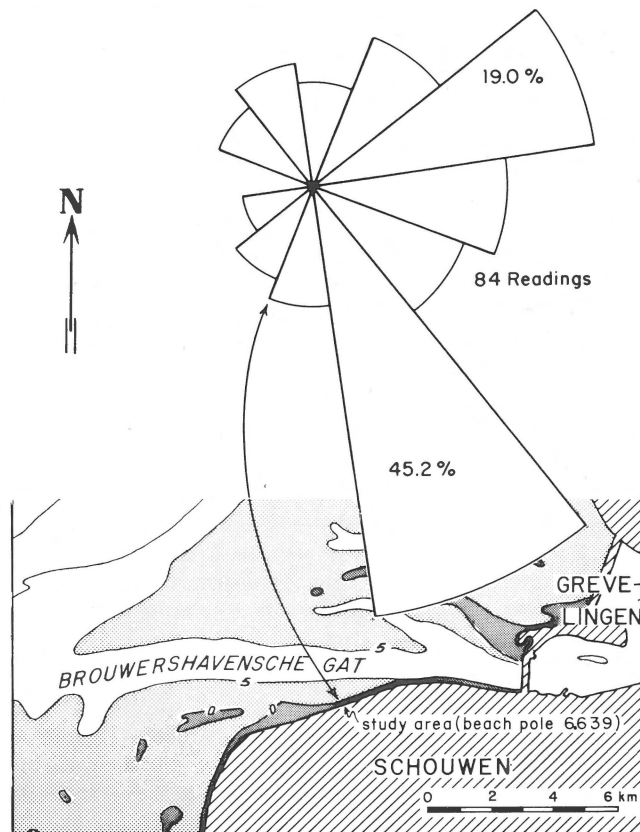 19.0 %
N
84 Readings
45.2 %
GREVE-
LINGEN
5
BROUWERSHAVENSCHE GAT
5
0
0
study area (beach pole 6.639)
SCHOUWEN
0 2 4 6 km